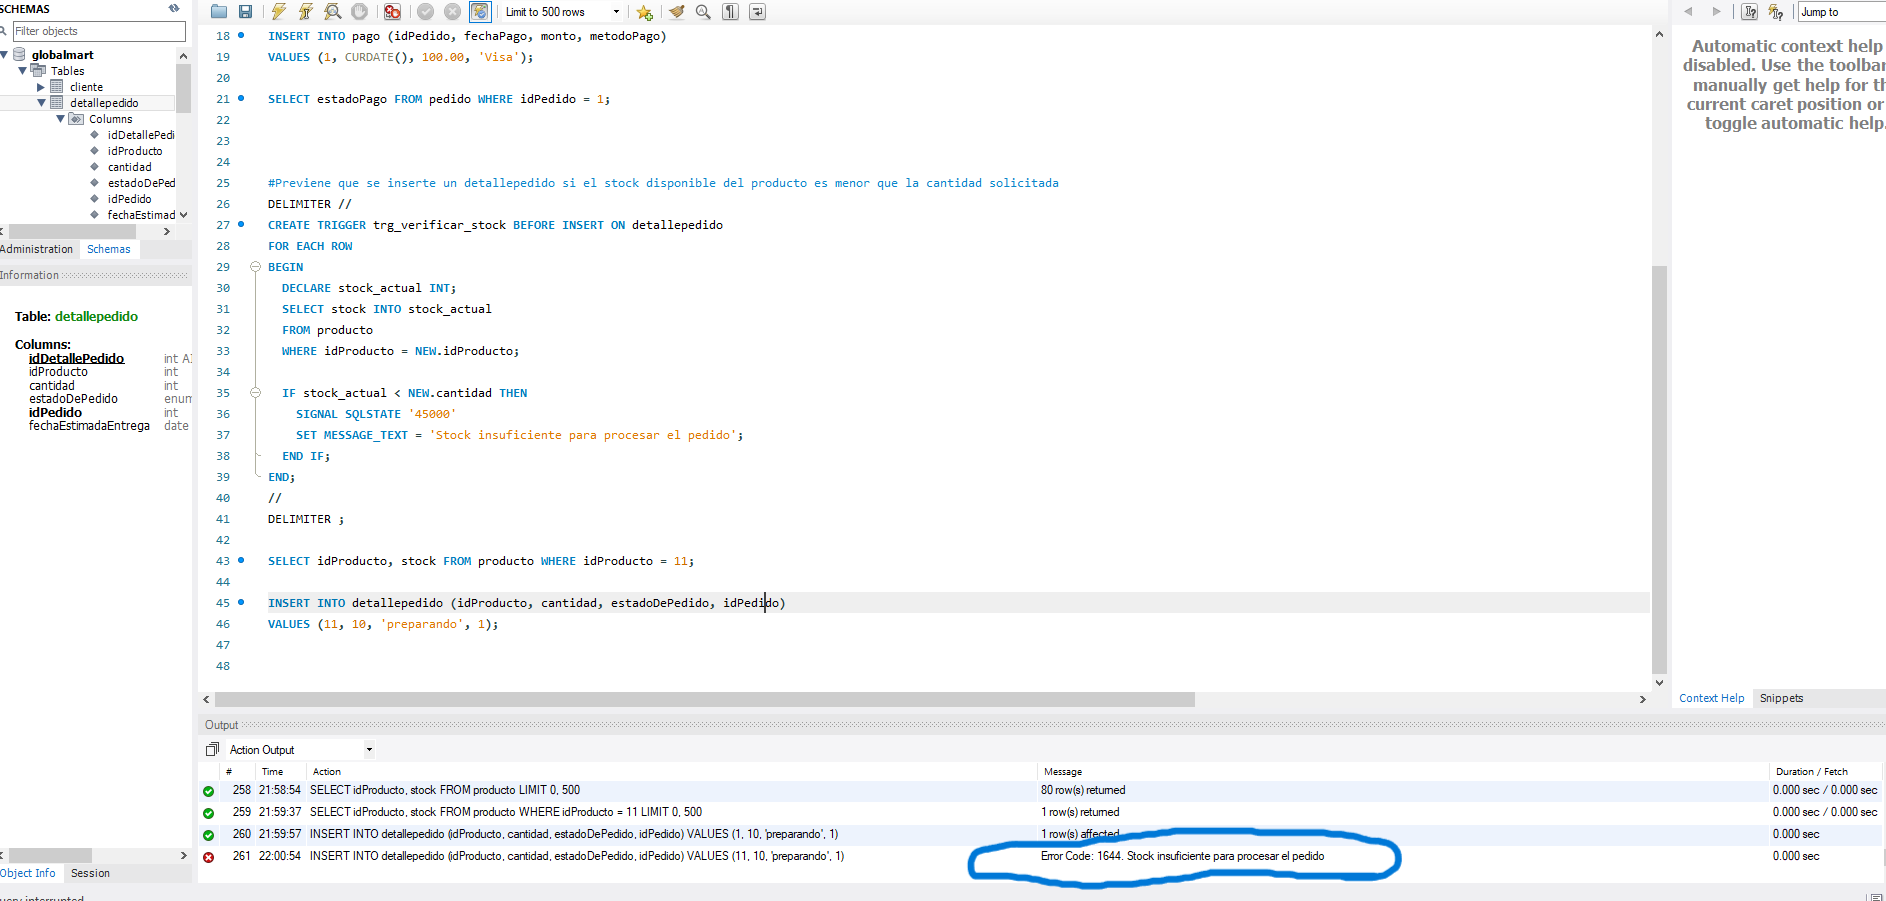 SCHEMAS
Filter objects
globalmart
Tables
cliente
detallepedido
Columns
idDetallePedi
idProducto
cantidad
estadoDePed
idPedido
fechaEstimad
Administration
Schemas
Information
Table: detallepedido
Columns:
idDetallePedido int AI
idProducto int
cantidad int
estadoDePedido enum
idPedido int
fechaEstimadaEntrega date
Object Info
Session
Limit to 500 rows
18 INSERT INTO pago (idPedido, fechaPago, monto, metodoPago)
19 VALUES (1, CURDATE(), 100.00, 'Visa');
20
21 SELECT estadoPago FROM pedido WHERE idPedido = 1;
22
23
24
25 #Previene que se inserte un detallepedido si el stock disponible del producto es menor que la cantidad solicitada
26 DELIMITER //
27 CREATE TRIGGER trg_verificar_stock BEFORE INSERT ON detallepedido
28 FOR EACH ROW
29 BEGIN
30 DECLARE stock_actual INT;
31 SELECT stock INTO stock_actual
32 FROM producto
33 WHERE idProducto = NEW.idProducto;
34
35 IF stock_actual < NEW.cantidad THEN
36 SIGNAL SQLSTATE '45000'
37 SET MESSAGE_TEXT = 'Stock insuficiente para procesar el pedido';
38 END IF;
39 END;
40 //
41 DELIMITER ;
42
43 SELECT idProducto, stock FROM producto WHERE idProducto = 11;
44
45 INSERT INTO detallepedido (idProducto, cantidad, estadoDePedido, idPedido)
46 VALUES (11, 10, 'preparando', 1);
47
48
Jump to
Automatic context help
disabled. Use the toolba
manually get help for th
current caret position or
toggle automatic help.
Context Help
Snippets
Output
Action Output
# Time Action Message Duration / Fetch
258 21:58:54 SELECT idProducto, stock FROM producto LIMIT 0, 500 80 row(s) returned 0.000 sec / 0.000 sec
259 21:59:37 SELECT idProducto, stock FROM producto WHERE idProducto = 11 LIMIT 0, 500 1 row(s) returned 0.000 sec / 0.000 sec
260 21:59:57 INSERT INTO detallepedido (idProducto, cantidad, estadoDePedido, idPedido) VALUES (1, 10, 'preparando', 1) 1 row(s) affected 0.000 sec
261 22:00:54 INSERT INTO detallepedido (idProducto, cantidad, estadoDePedido, idPedido) VALUES (11, 10, 'preparando', 1) Error Code: 1644. Stock insuficiente para procesar el pedido 0.000 sec